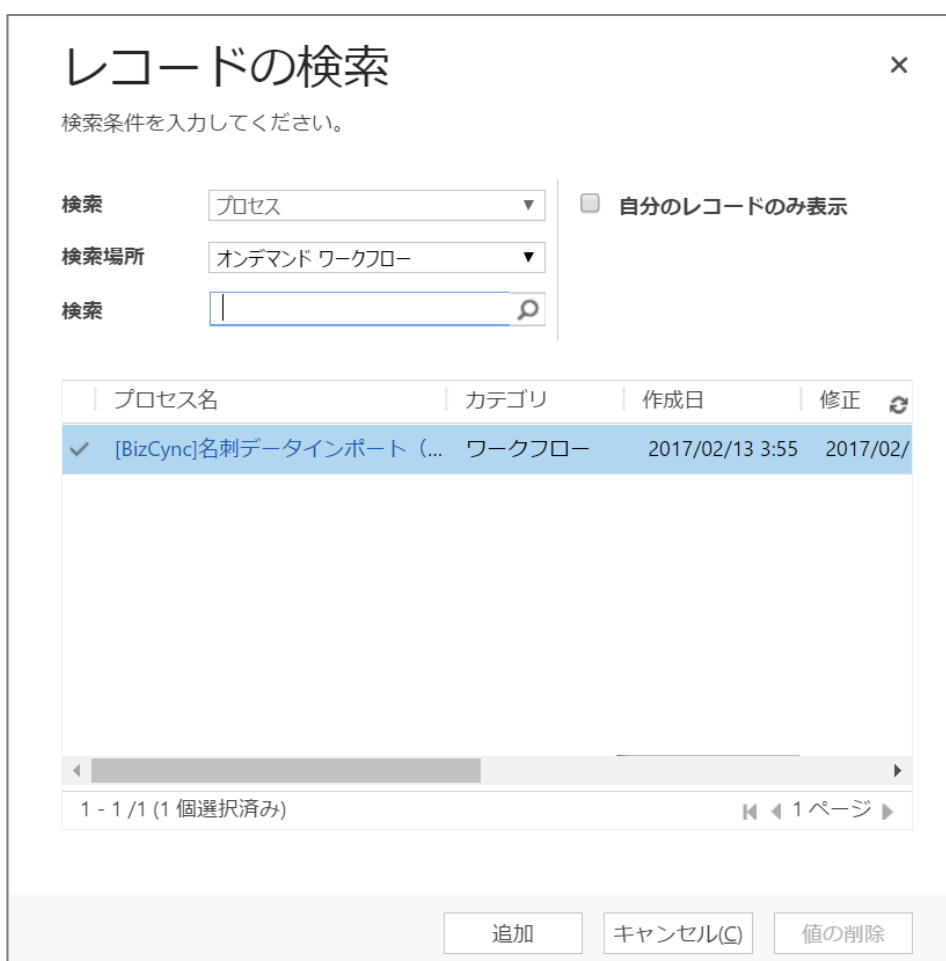 レコードの検索
検索条件を入力してください。
検索 プロセス 自分のレコードのみ表示
検索場所 オンデマンド ワークフロー
検索
プロセス名 カテゴリ 作成日 修正
[BizCync]名刺データインポート（... ワークフロー 2017/02/13 3:55 2017/02/
1 - 1 /1 (1 個選択済み) 1 ページ
追加 キャンセル(C) 値の削除